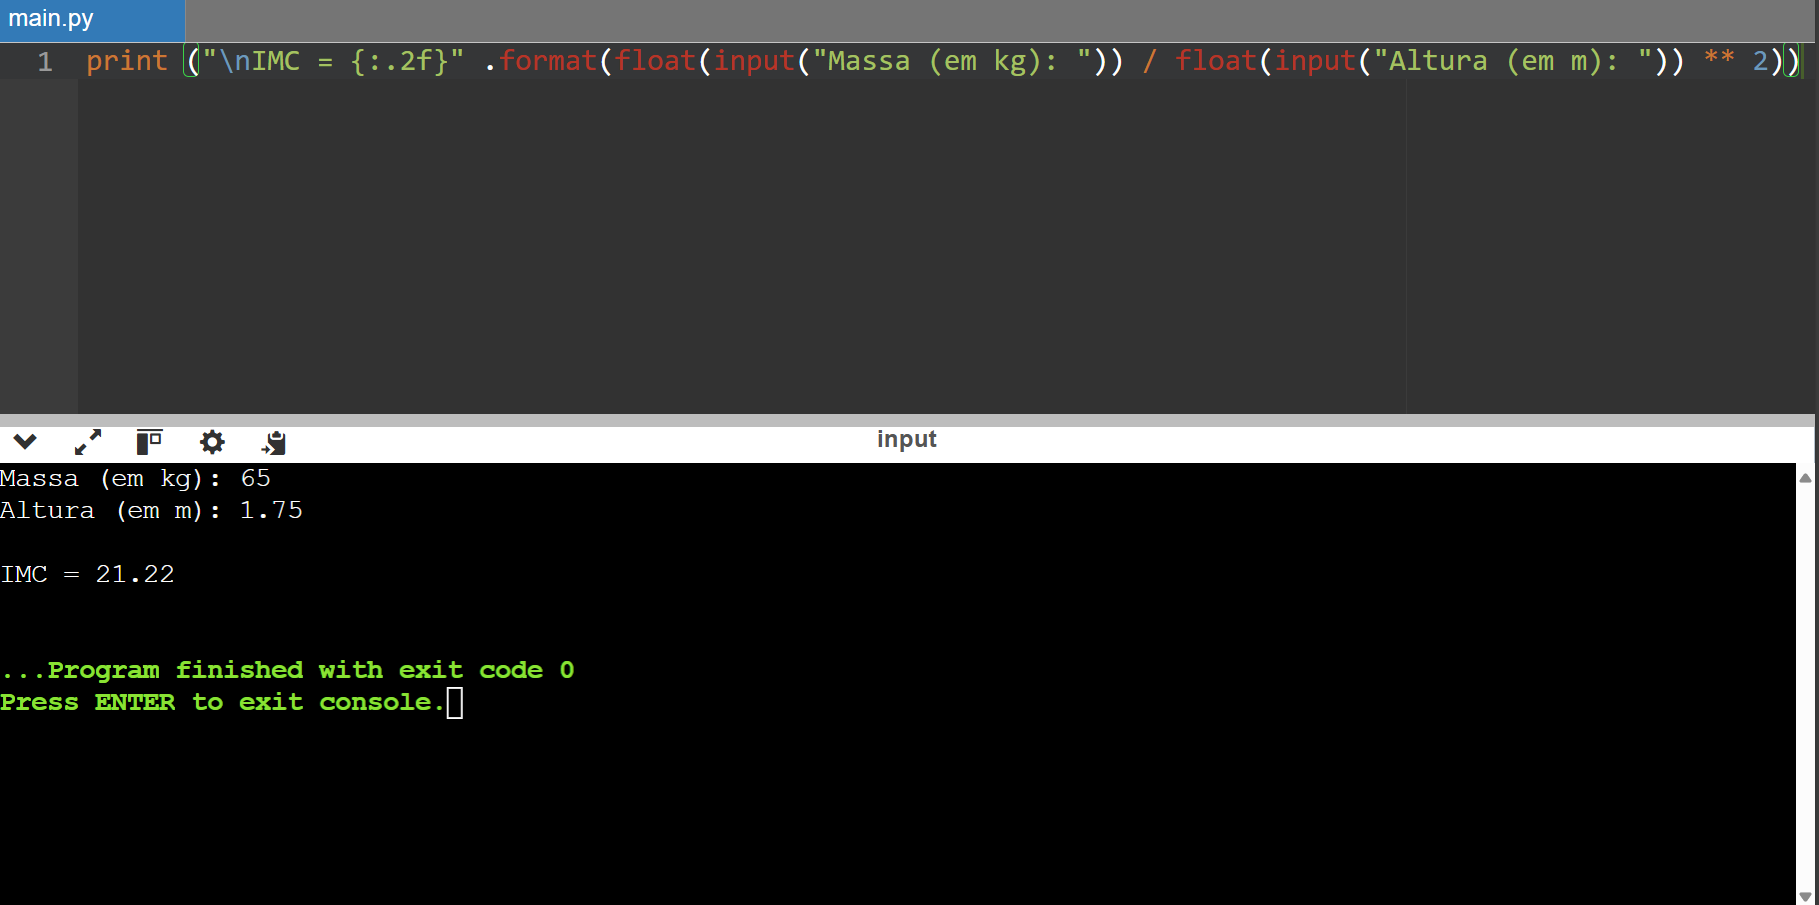 main.py
1 print ("\nIMC = {:.2f}" .format(float(input("Massa (em kg): ")) / float(input("Altura (em m): ")) ** 2))
input
Massa (em kg): 65
Altura (em m): 1.75
IMC = 21.22
...Program finished with exit code 0
Press ENTER to exit console.